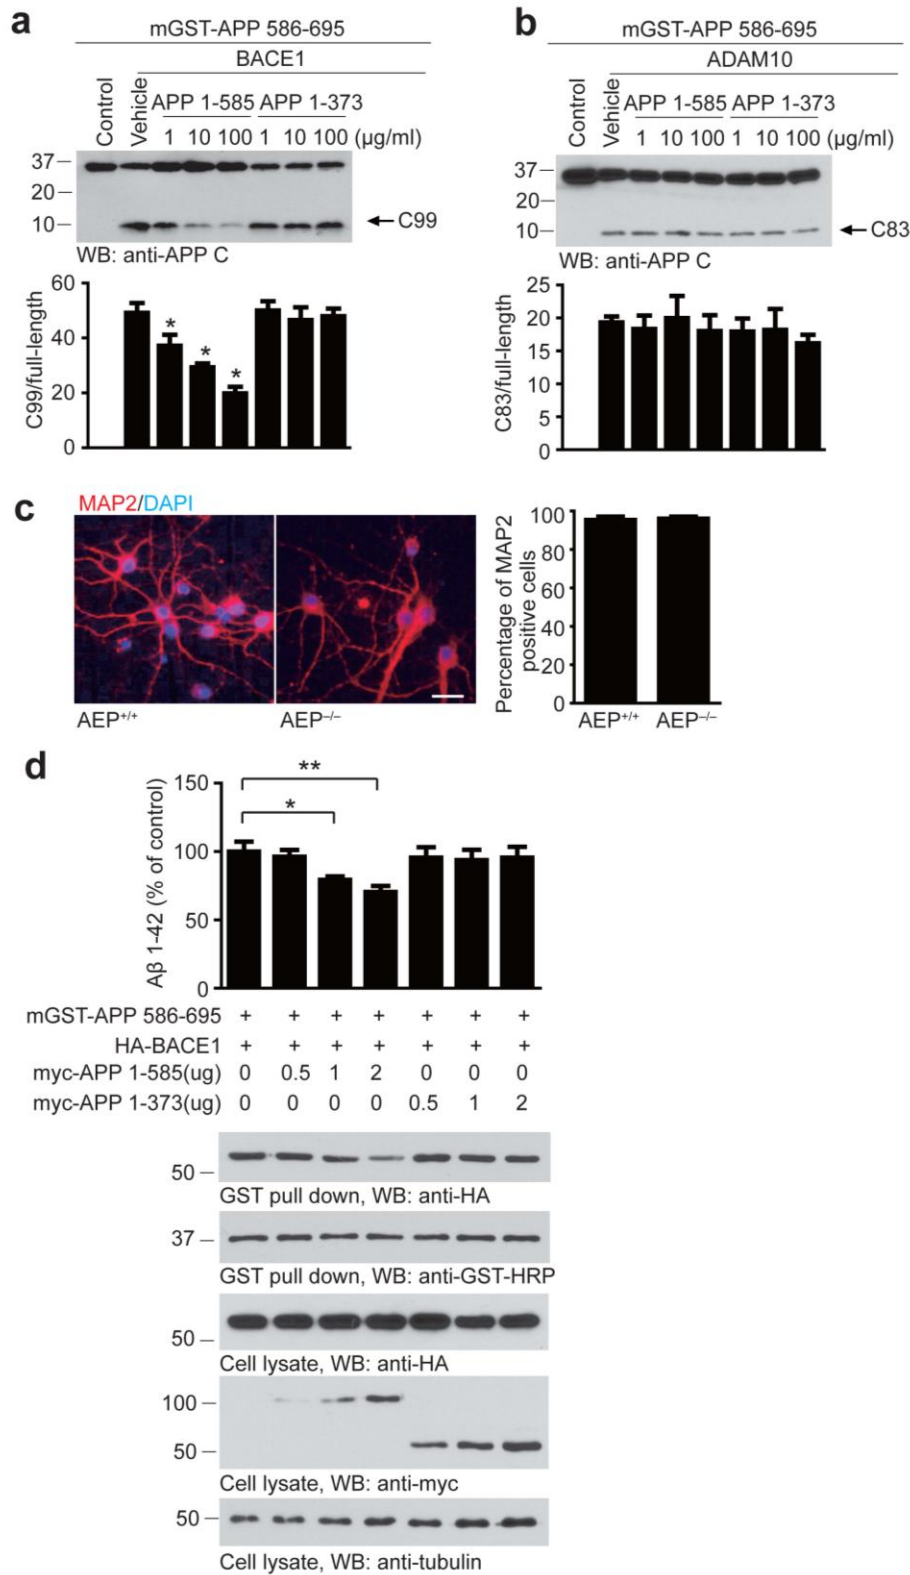 a
mGST-APP 586-695
BACE1
Control
Vehicle
APP 1-585 APP 1-373
1 10 100 1 10 100 (µg/ml)
37
20
10
C99
WB: anti-APP C
60
40
20
0
C99/full-length
* * *
b
mGST-APP 586-695
ADAM10
Control
Vehicle
APP 1-585 APP 1-373
1 10 100 1 10 100 (µg/ml)
37
20
10
C83
WB: anti-APP C
25
20
15
10
5
0
C83/full-length
c
MAP2/DAPI
AEP+/+ AEP–/–
Percentage of MAP2
positive cells
100
80
60
40
20
0
AEP+/+ AEP–/–
d
Aβ 1-42 (% of control)
150
100
50
0
**
*
mGST-APP 586-695 + + + + + + +
HA-BACE1 + + + + + + +
myc-APP 1-585(ug) 0 0.5 1 2 0 0 0
myc-APP 1-373(ug) 0 0 0 0 0.5 1 2
50
GST pull down, WB: anti-HA
37
GST pull down, WB: anti-GST-HRP
50
Cell lysate, WB: anti-HA
100
50
Cell lysate, WB: anti-myc
50
Cell lysate, WB: anti-tubulin